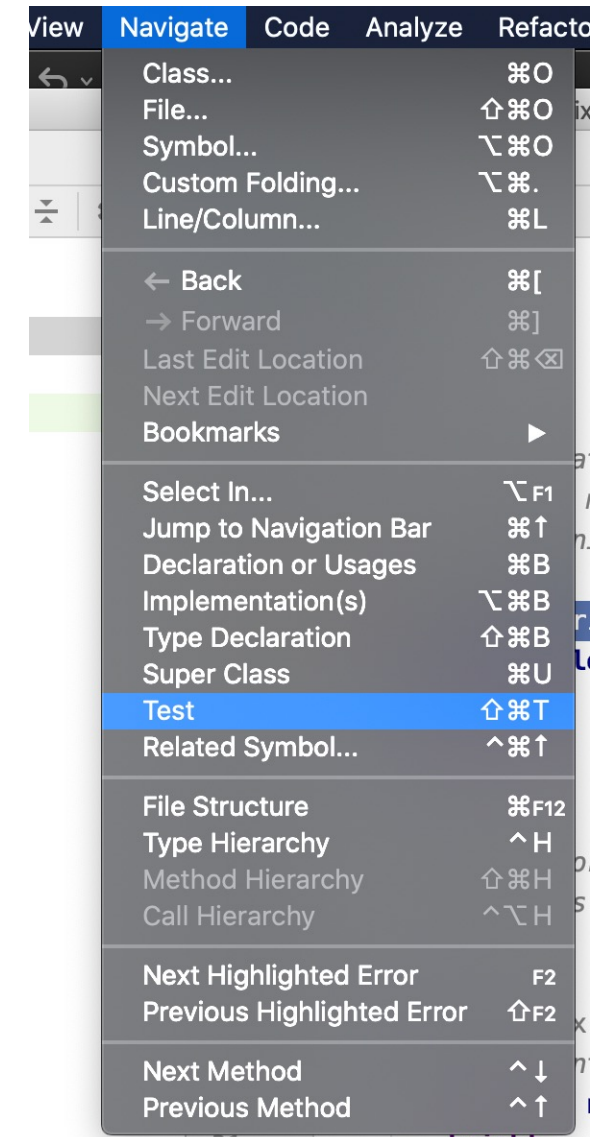 View Navigate Code Analyze Refacto
Class... ⌘O
File... ⇧⌘O
Symbol... ⌥⌘O
Custom Folding... ⌥⌘.
Line/Column... ⌘L
← Back ⌘[
→ Forward ⌘]
Last Edit Location ⇧⌘⌫
Next Edit Location
Bookmarks ▶
Select In... ⌥F1
Jump to Navigation Bar ⌘↑
Declaration or Usages ⌘B
Implementation(s) ⌥⌘B
Type Declaration ⇧⌘B
Super Class ⌘U
Test ⇧⌘T
Related Symbol... ^⌘↑
File Structure ⌘F12
Type Hierarchy ^H
Method Hierarchy ⇧⌘H
Call Hierarchy ^⌥H
Next Highlighted Error F2
Previous Highlighted Error ⇧F2
Next Method ^↓
Previous Method ^↑